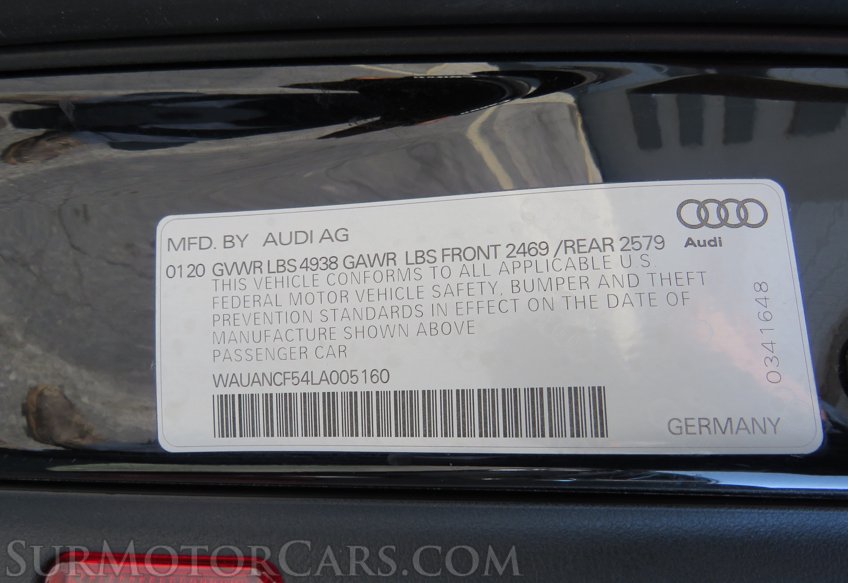 MFD. BY AUDI AG
Audi
0120 GVWR LBS 4938 GAWR LBS FRONT 2469 /REAR 2579
THIS VEHICLE CONFORMS TO ALL APPLICABLE U S
FEDERAL MOTOR VEHICLE SAFETY, BUMPER AND THEFT
PREVENTION STANDARDS IN EFFECT ON THE DATE OF
MANUFACTURE SHOWN ABOVE
PASSENGER CAR
WAUANCF54LA005160
GERMANY
0341648
SurMotorCars.com